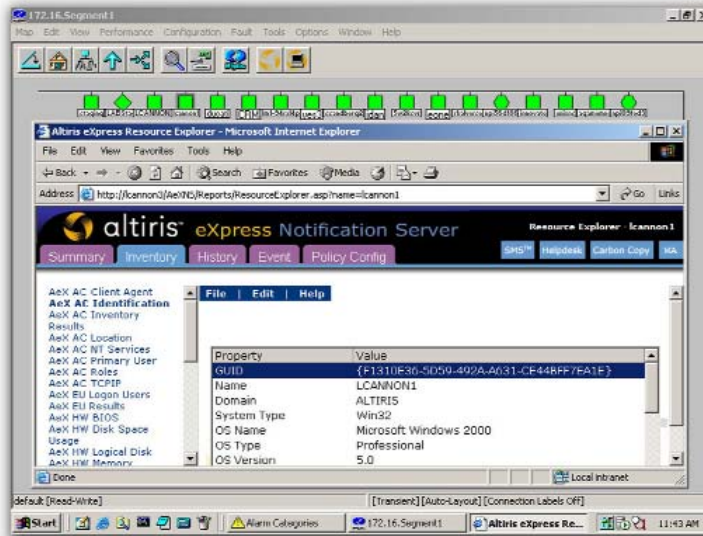 172.16.Segment1
Map Edit View Performance Configuration Fault Tools Options Window Help
Altiris eXpress Resource Explorer - Microsoft Internet Explorer
File Edit View Favorites Tools Help
Back Search Favorites Media
Address http://lcannon3/AeXNS/Reports/ResourceExplorer.asp?name=lcannon1 Go Links
altiris™ eXpress Notification Server
Resource Explorer - lcannon1
Summary Inventory History Event Policy Config
SMS™ Helpdesk Carbon Copy
File | Edit | Help
AeX AC Client Agent
AeX AC Identification
AeX AC Inventory
Results
AeX AC Location
AeX AC NT Services
AeX AC Primary User
AeX AC Roles
AeX AC TCPIP
AeX EU Logon Users
AeX EU Results
AeX HW BIOS
AeX HW Disk Space
Usage
AeX HW Logical Disk
AeX HW Memory
Property Value
GUID {F1310E36-5D59-492A-A631-CE44BFF7EA1E}
Name LCANNON1
Domain ALTIRIS
System Type Win32
OS Name Microsoft Windows 2000
OS Type Professional
OS Version 5.0
Done Local intranet
default [Read-Write] [Transient] [Auto-Layout] [Connection Labels Off]
Start Alarm Categories 172.16.Segment1 Altiris eXpress Re... 11:43 AM